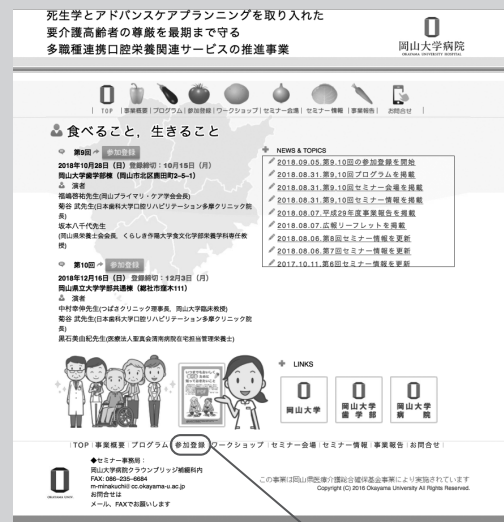 死生学とアドバンスケアプランニングを取り入れた
要介護高齢者の尊厳を最期まで守る
多職種連携口腔栄養関連サービスの推進事業
岡山大学病院
OKAYAMA UNIVERSITY HOSPITAL
| TOP | 事業概要 | プログラム | 参加登録 | ワークショップ | セミナー会場 | セミナー情報 | 事業報告 | お問合せ |
食べること，生きること
第9回 参加登録
2018年10月28日（日）登録締切：10月15日（月）
岡山大学歯学部棟（岡山市北区鹿田町2-5-1）
演者
福嶋啓祐先生(岡山プライマリ・ケア学会会長)
菊谷 武先生(日本歯科大学口腔リハビリテーション多摩クリニック院
長)
坂本八千代先生
(岡山県栄養士会会長，くらしき作陽大学食文化学部栄養学科専任教
授)
第10回 参加登録
2018年12月16日（日）登録締切：12月3日（月）
岡山県立大学学部共通棟（総社市窪木111）
演者
中村幸伸先生(つばさクリニック理事長，岡山大学臨床教授)
菊谷 武先生(日本歯科大学口腔リハビリテーション多摩クリニック院
長)
黒石美由紀先生(医療法人聖真会渭南病院在宅担当管理栄養士)
NEWS & TOPICS
2018.09.05.第9.10回の参加登録を開始
2018.08.31.第9.10回プログラムを掲載
2018.08.31.第9.10回セミナー会場を掲載
2018.08.31.第9.10回セミナー情報を掲載
2018.08.07.平成29年度事業報告を掲載
2018.08.07.広報リーフレットを掲載
2018.08.06.第8回セミナー情報を更新
2018.08.06.第7回セミナー情報を更新
2017.10.11.第6回セミナー情報を更新
LINKS
岡山大学
岡山大学
歯学部
岡山大学
病院
| TOP | 事業概要 | プログラム | 参加登録 | ワークショップ | セミナー会場 | セミナー情報 | 事業報告 | お問合せ |
◆セミナー事務局：
岡山大学病院クラウンブリッジ補綴科内
FAX: 086-235-6684
m-minakuchi@cc.okayama-u.ac.jp
お問合せは
メール、FAXでお願いします
この事業は岡山県医療介護総合確保基金事業により実施されています
Copyright (C) 2016 Okayama University All Rights Reserved.